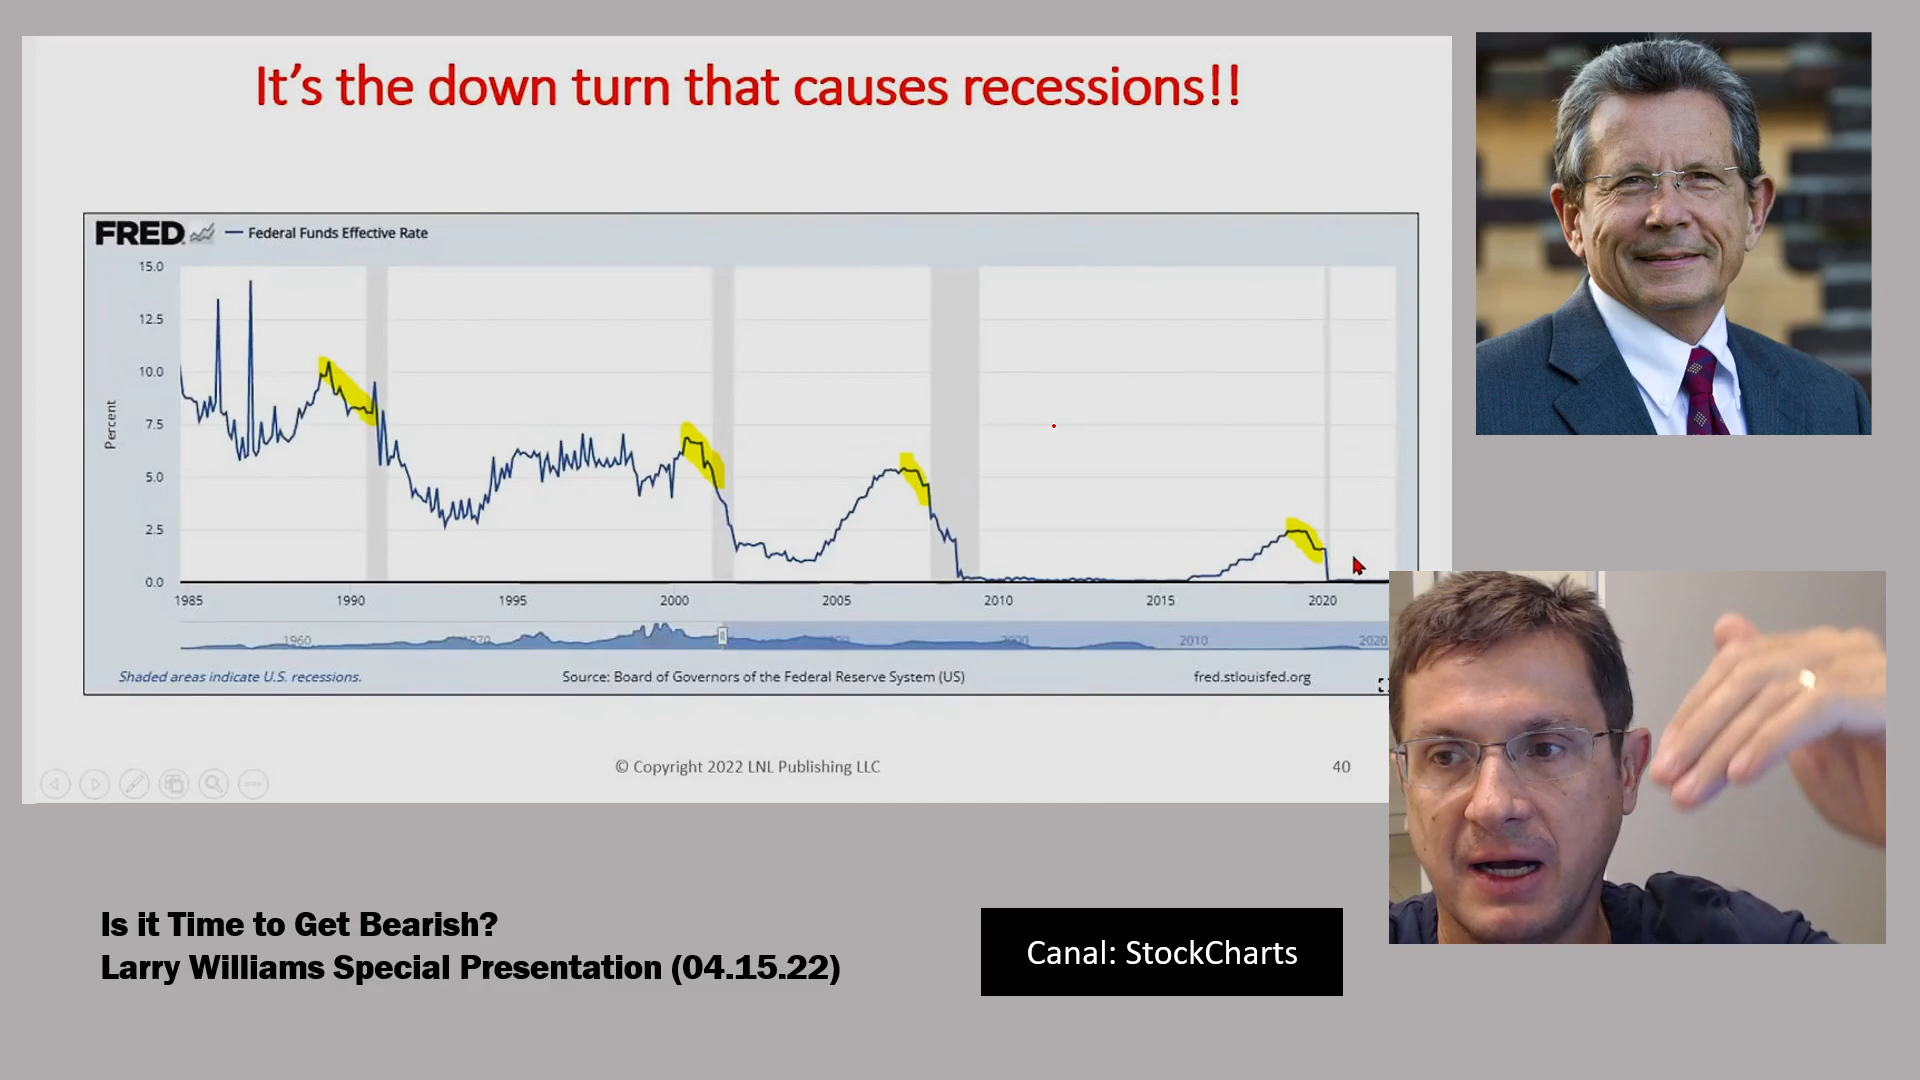 It's the down turn that causes recessions!!
FRED
Federal Funds Effective Rate
Percent
15.0
12.5
10.0
7.5
5.0
2.5
0.0
1985 1990 1995 2000 2005 2010 2015 2020
1960 2000 2010 2020
Shaded areas indicate U.S. recessions. Source: Board of Governors of the Federal Reserve System (US) fred.stlouisfed.org
© Copyright 2022 LNL Publishing LLC 40
Is it Time to Get Bearish?
Larry Williams Special Presentation (04.15.22)
Canal: StockCharts